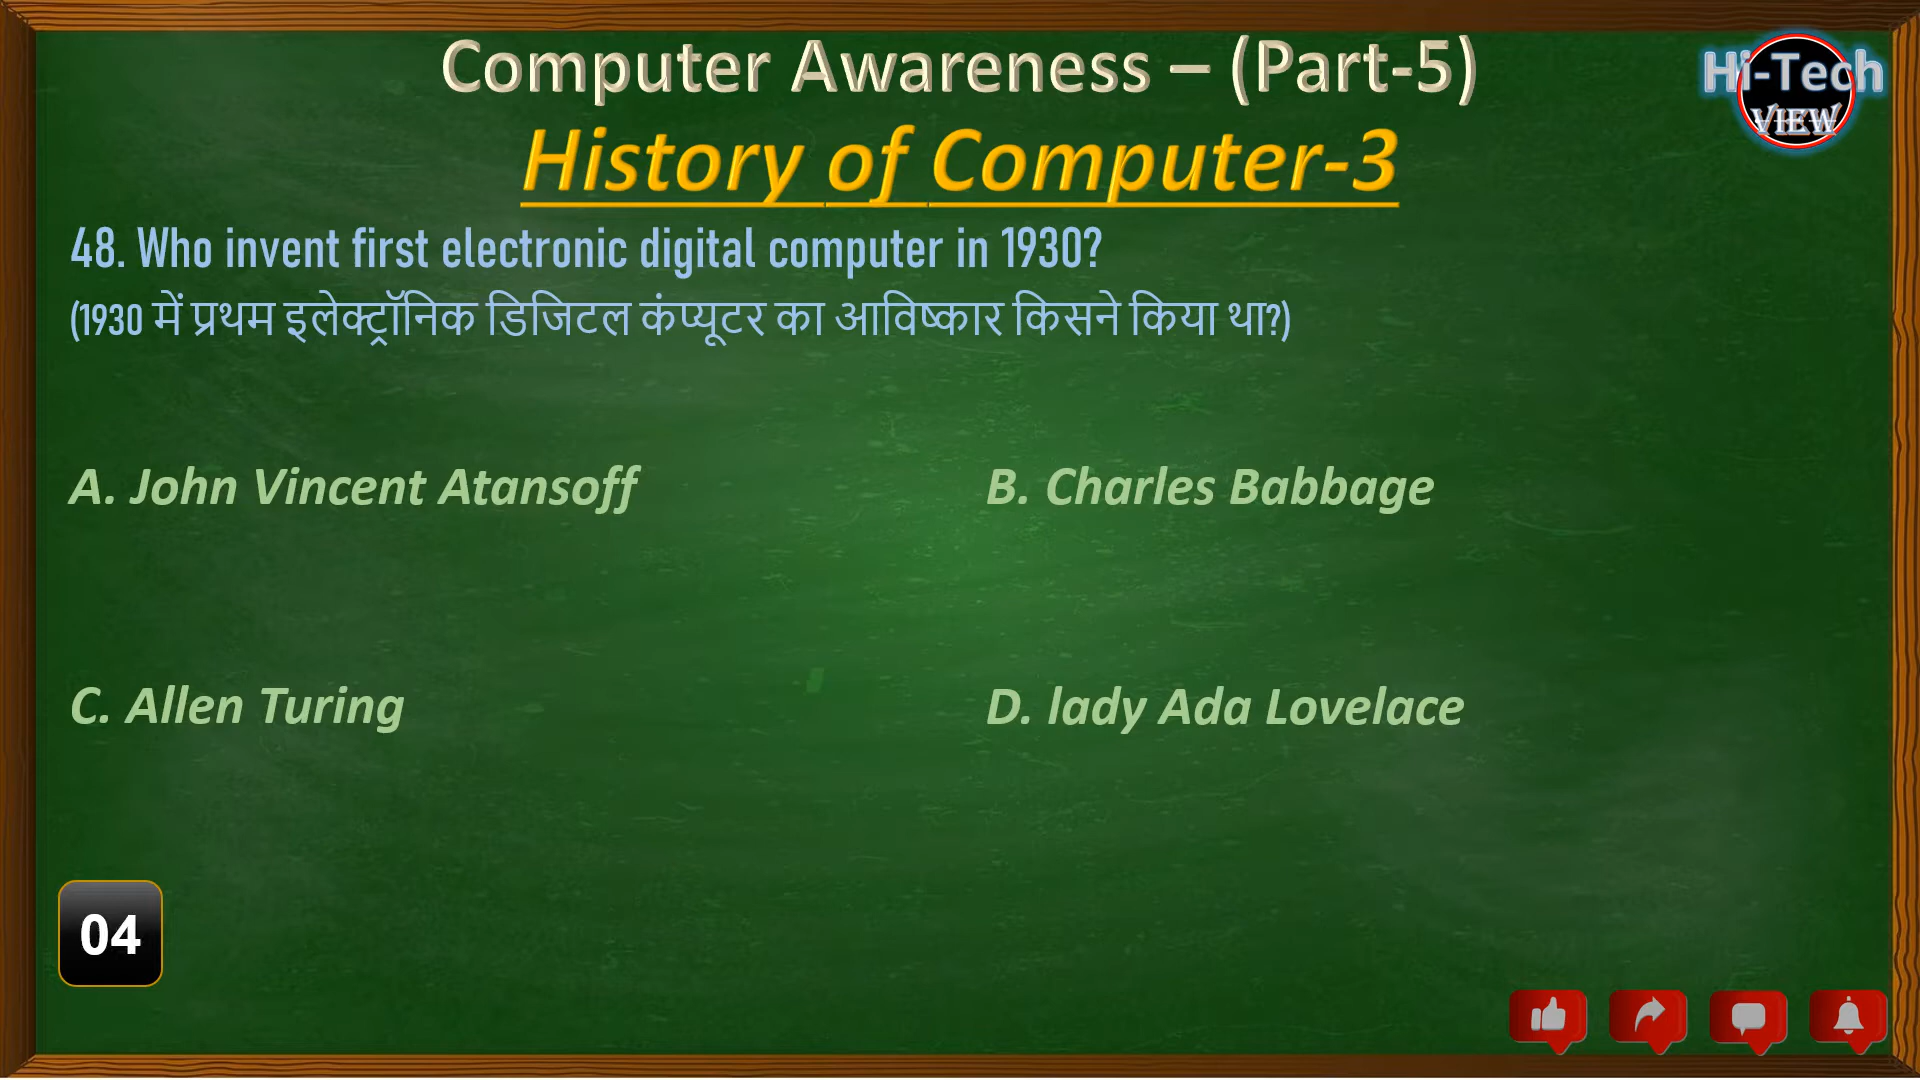 Computer Awareness – (Part-5)
Hi-Tech
VIEW
History of Computer-3
48. Who invent first electronic digital computer in 1930?
(1930 में प्रथम इलेक्ट्रॉनिक डिजिटल कंप्यूटर का आविष्कार किसने किया था?)
A. John Vincent Atansoff
B. Charles Babbage
C. Allen Turing
D. lady Ada Lovelace
04